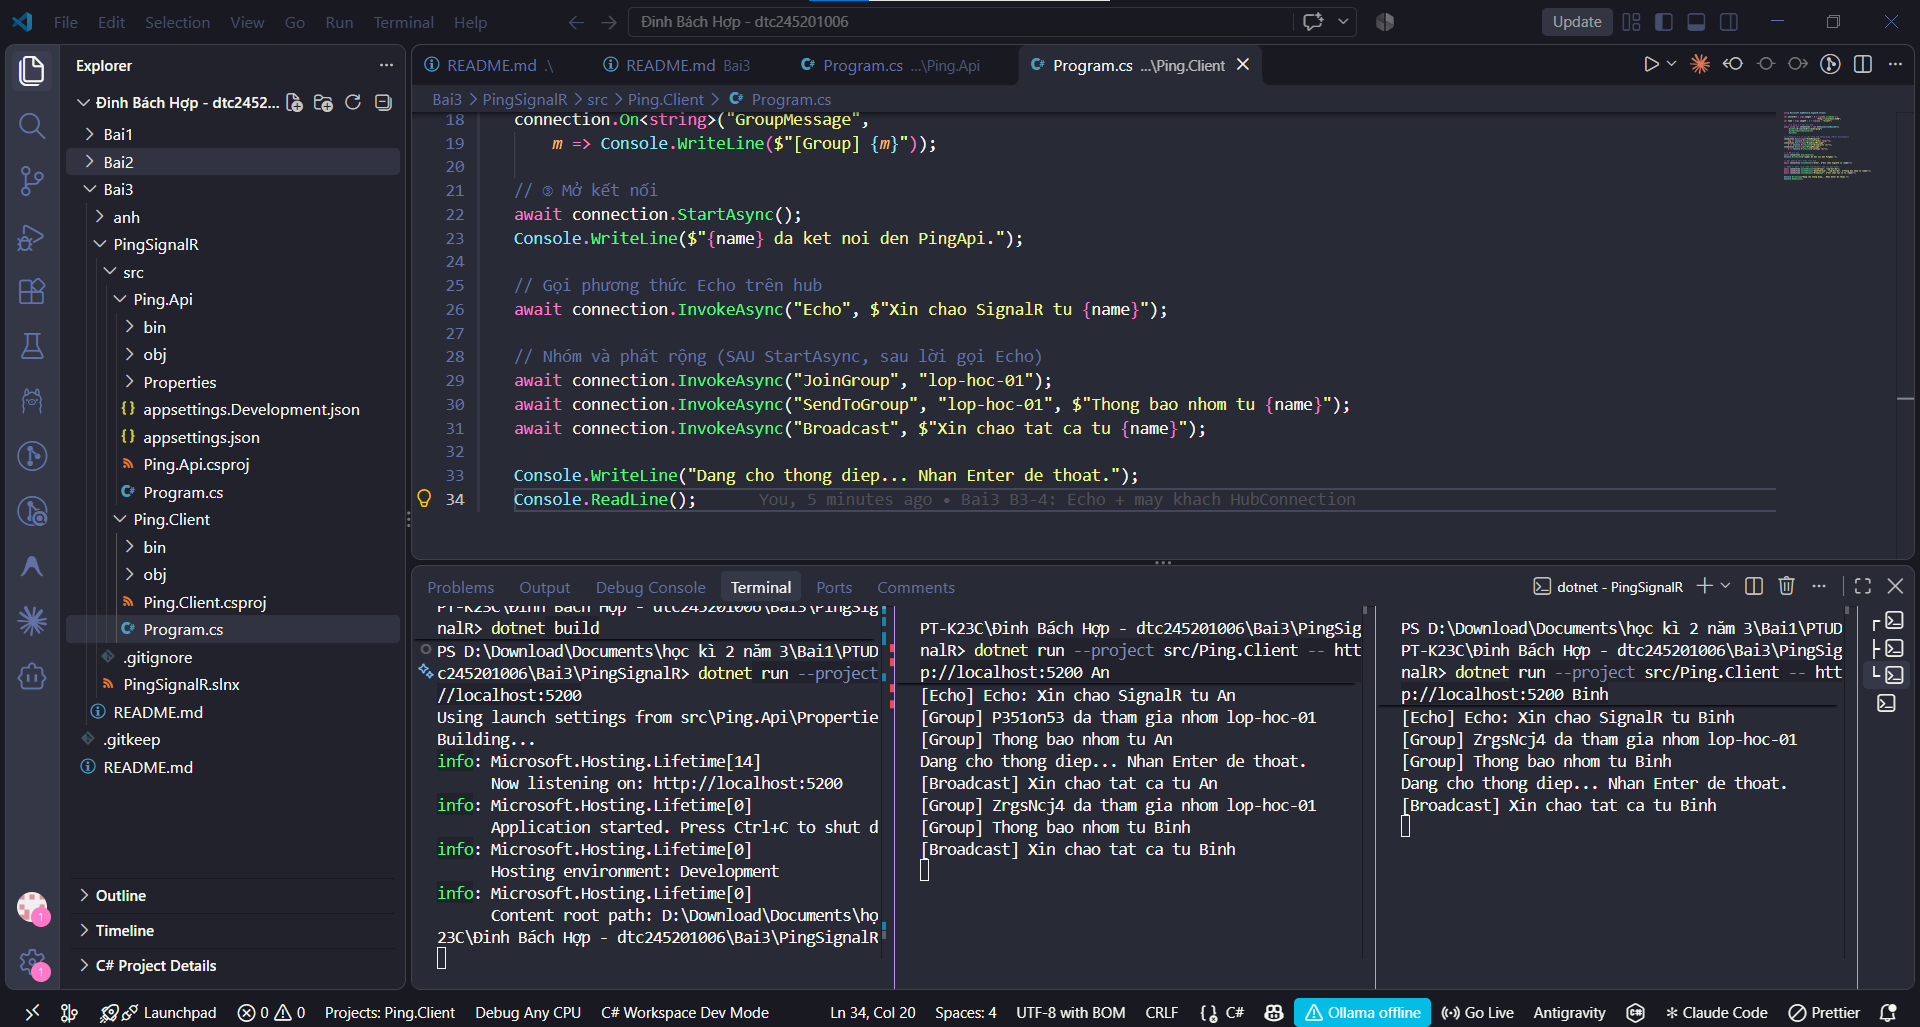 File Edit Selection View Go Run Terminal Help
Đinh Bách Hợp - dtc245201006
Update
Explorer
Đinh Bách Hợp - dtc2452...
Bai1
Bai2
Bai3
anh
PingSignalR
src
Ping.Api
bin
obj
Properties
{} appsettings.Development.json
{} appsettings.json
Ping.Api.csproj
C# Program.cs
Ping.Client
bin
obj
Ping.Client.csproj
C# Program.cs
.gitignore
PingSignalR.slnx
README.md
.gitkeep
README.md
Outline
Timeline
C# Project Details
README.md .\
README.md Bai3
C# Program.cs ...\Ping.Api
C# Program.cs ...\Ping.Client
Bai3 > PingSignalR > src > Ping.Client > C# Program.cs
18 connection.On<string>("GroupMessage",
19 m => Console.WriteLine($"[Group] {m}"));
20
21 // ③ Mở kết nối
22 await connection.StartAsync();
23 Console.WriteLine($"{name} da ket noi den PingApi.");
24
25 // Gọi phương thức Echo trên hub
26 await connection.InvokeAsync("Echo", $"Xin chao SignalR tu {name}");
27
28 // Nhóm và phát rộng (SAU StartAsync, sau lời gọi Echo)
29 await connection.InvokeAsync("JoinGroup", "lop-hoc-01");
30 await connection.InvokeAsync("SendToGroup", "lop-hoc-01", $"Thong bao nhom tu {name}");
31 await connection.InvokeAsync("Broadcast", $"Xin chao tat ca tu {name}");
32
33 Console.WriteLine("Dang cho thong diep... Nhan Enter de thoat.");
34 Console.ReadLine(); You, 5 minutes ago • Bai3 B3-4: Echo + may khach HubConnection
Problems Output Debug Console Terminal Ports Comments
dotnet - PingSignalR
PT-K23C\Đinh Bách Hợp - dtc245201006\Bai3\PingSig
nalR> dotnet build
PS D:\Download\Documents\học kì 2 năm 3\Bai1\PTUD
c245201006\Bai3\PingSignalR> dotnet run --project
//localhost:5200
Using launch settings from src\Ping.Api\Propertie
Building...
info: Microsoft.Hosting.Lifetime[14]
Now listening on: http://localhost:5200
info: Microsoft.Hosting.Lifetime[0]
Application started. Press Ctrl+C to shut d
info: Microsoft.Hosting.Lifetime[0]
Hosting environment: Development
info: Microsoft.Hosting.Lifetime[0]
Content root path: D:\Download\Documents\họ
23C\Đinh Bách Hợp - dtc245201006\Bai3\PingSignalR
PT-K23C\Đinh Bách Hợp - dtc245201006\Bai3\PingSig
nalR> dotnet run --project src/Ping.Client -- htt
p://localhost:5200 An
[Echo] Echo: Xin chao SignalR tu An
[Group] P351on53 da tham gia nhom lop-hoc-01
[Group] Thong bao nhom tu An
Dang cho thong diep... Nhan Enter de thoat.
[Broadcast] Xin chao tat ca tu An
[Group] ZrgsNcj4 da tham gia nhom lop-hoc-01
[Group] Thong bao nhom tu Binh
[Broadcast] Xin chao tat ca tu Binh
PS D:\Download\Documents\học kì 2 năm 3\Bai1\PTUD
PT-K23C\Đinh Bách Hợp - dtc245201006\Bai3\PingSig
nalR> dotnet run --project src/Ping.Client -- htt
p://localhost:5200 Binh
[Echo] Echo: Xin chao SignalR tu Binh
[Group] ZrgsNcj4 da tham gia nhom lop-hoc-01
[Group] Thong bao nhom tu Binh
Dang cho thong diep... Nhan Enter de thoat.
[Broadcast] Xin chao tat ca tu Binh
1
1
Launchpad 0 0 Projects: Ping.Client Debug Any CPU C# Workspace Dev Mode Ln 34, Col 20 Spaces: 4 UTF-8 with BOM CRLF {} C# Ollama offline Go Live Antigravity Claude Code Prettier